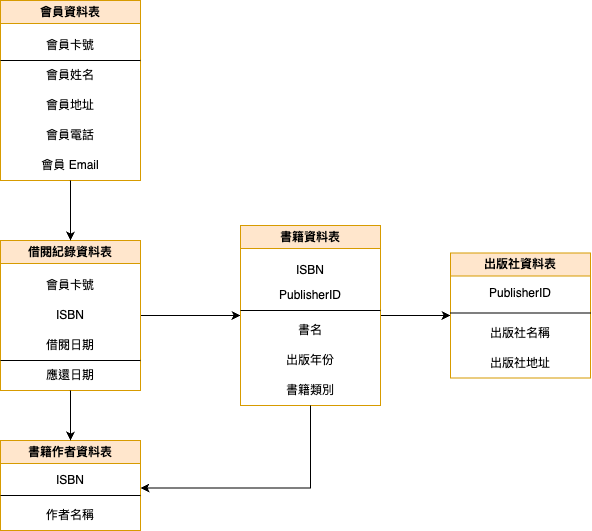 會員資料表
會員卡號
會員姓名
會員地址
會員電話
會員 Email
借閱紀錄資料表
會員卡號
ISBN
借閱日期
應還日期
書籍作者資料表
ISBN
作者名稱
書籍資料表
ISBN
PublisherID
書名
出版年份
書籍類別
出版社資料表
PublisherID
出版社名稱
出版社地址